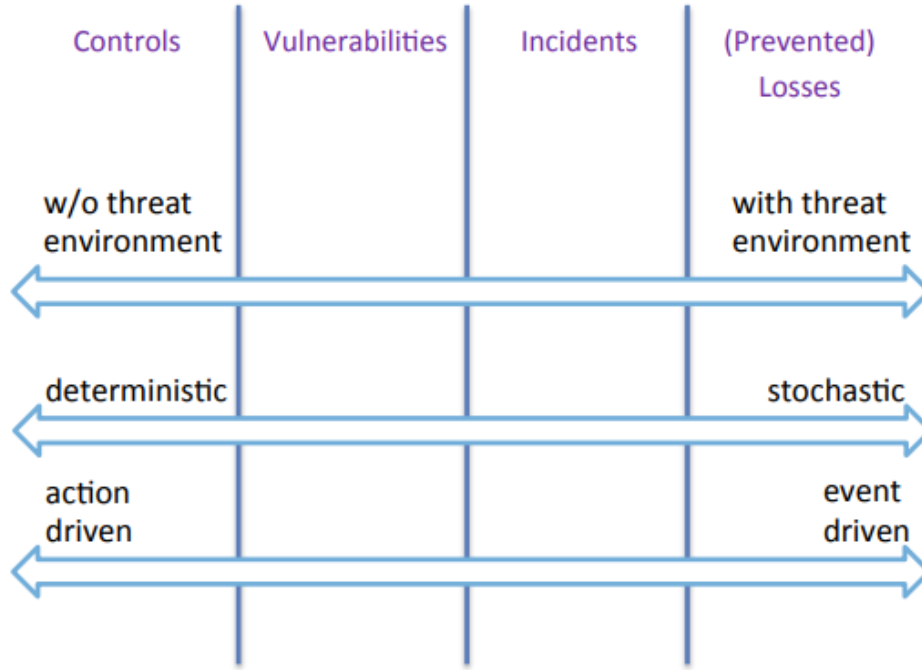 Controls
Vulnerabilities
Incidents
(Prevented)
Losses
w/o threat
environment
with threat
environment
deterministic
stochastic
action
driven
event
driven